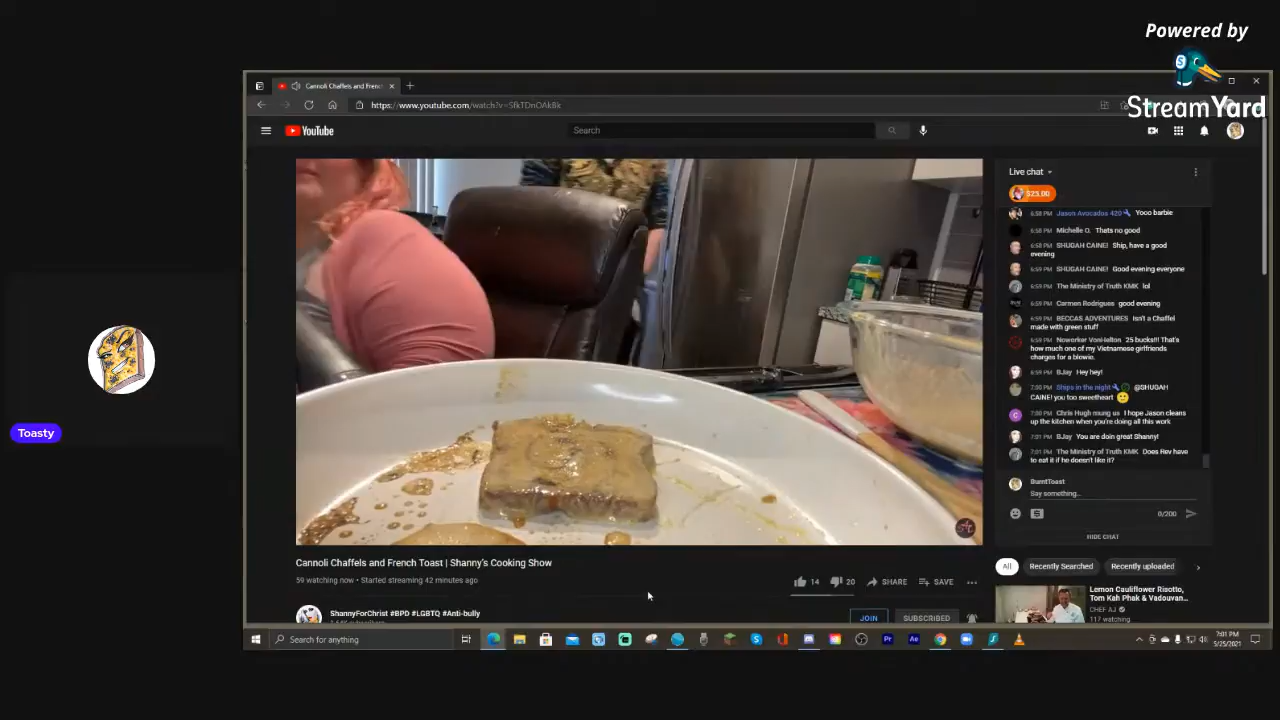 Powered by
StreamYard
Cannoli Chaffels and Frenc
https://www.youtube.com/watch?v=SfkTDnOAkBk
YouTube
Search
Live chat
$25.00
6:58 PM Jason Avocados 420 Yooo barbie
6:58 PM Michelle O. Thats no good
6:58 PM SHUGAH CAINE! Ship, have a good
evening
6:59 PM SHUGAH CAINE! Good evening everyone
6:59 PM The Ministry of Truth KMK lol
6:59 PM Carmen Rodrigues good evening
6:59 PM BECCAS ADVENTURES Isn't a Chaffel
made with green stuff
6:59 PM Noworker VonHelton 25 bucks!!! That's
how much one of my Vietnamese girlfriends
charges for a blowie.
6:59 PM BJay Hey hey!
7:00 PM Ships in the night @SHUGAH
CAINE! you too sweetheart
7:00 PM Chris Hugh mung us I hope Jason cleans
up the kitchen when you're doing all this work
7:01 PM BJay You are doin great Shanny!
7:01 PM The Ministry of Truth KMK Does Rev have
to eat it if he doesn't like it?
BurntToast
Say something...
0/200
HIDE CHAT
Toasty
Cannoli Chaffels and French Toast | Shanny's Cooking Show
59 watching now • Started streaming 42 minutes ago
14
20
SHARE
SAVE
All
Recently Searched
Recently uploaded
Lemon Cauliflower Risotto,
Tom Kah Phak & Vadouvan...
CHEF AJ
117 watching
ShannyForChrist #BPD #LGBTQ #Anti-bully
JOIN
SUBSCRIBED
Search for anything
7:01 PM
5/25/2021